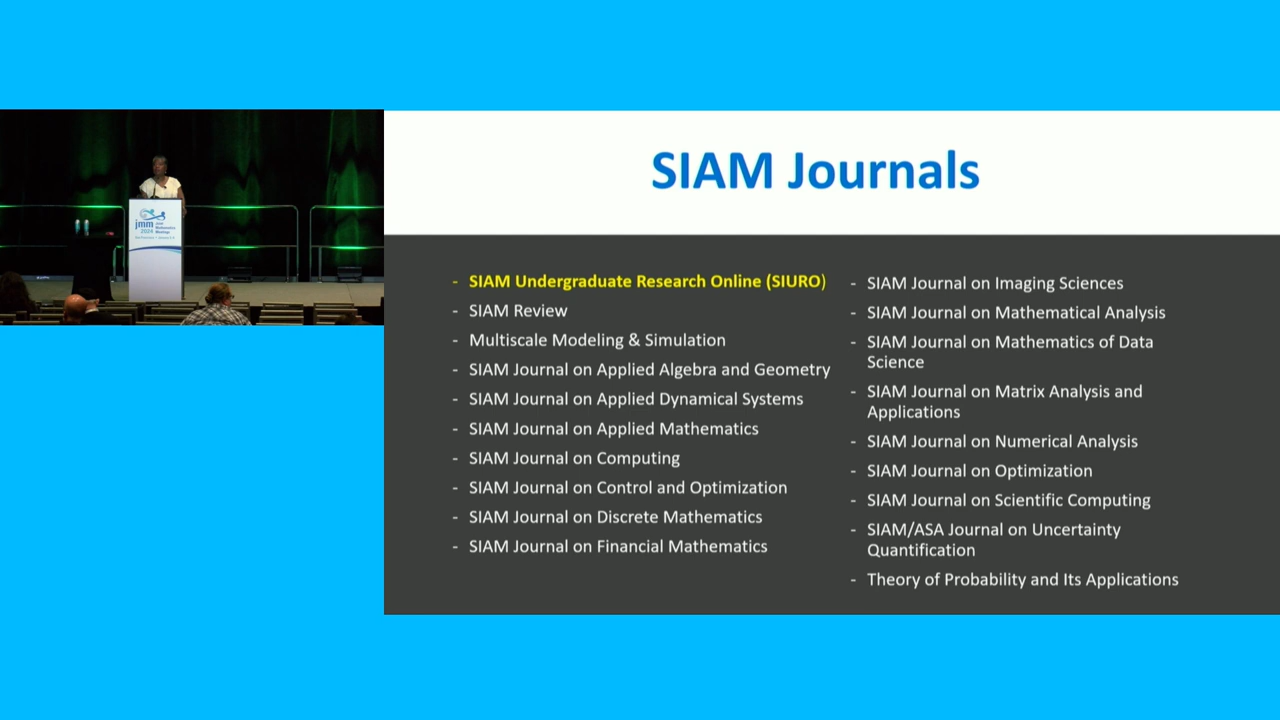 SIAM Journals
- SIAM Undergraduate Research Online (SIURO)
- SIAM Review
- Multiscale Modeling & Simulation
- SIAM Journal on Applied Algebra and Geometry
- SIAM Journal on Applied Dynamical Systems
- SIAM Journal on Applied Mathematics
- SIAM Journal on Computing
- SIAM Journal on Control and Optimization
- SIAM Journal on Discrete Mathematics
- SIAM Journal on Financial Mathematics
- SIAM Journal on Imaging Sciences
- SIAM Journal on Mathematical Analysis
- SIAM Journal on Mathematics of Data
Science
- SIAM Journal on Matrix Analysis and
Applications
- SIAM Journal on Numerical Analysis
- SIAM Journal on Optimization
- SIAM Journal on Scientific Computing
- SIAM/ASA Journal on Uncertainty
Quantification
- Theory of Probability and Its Applications
jmm
2024
Joint
Mathematics
Meetings